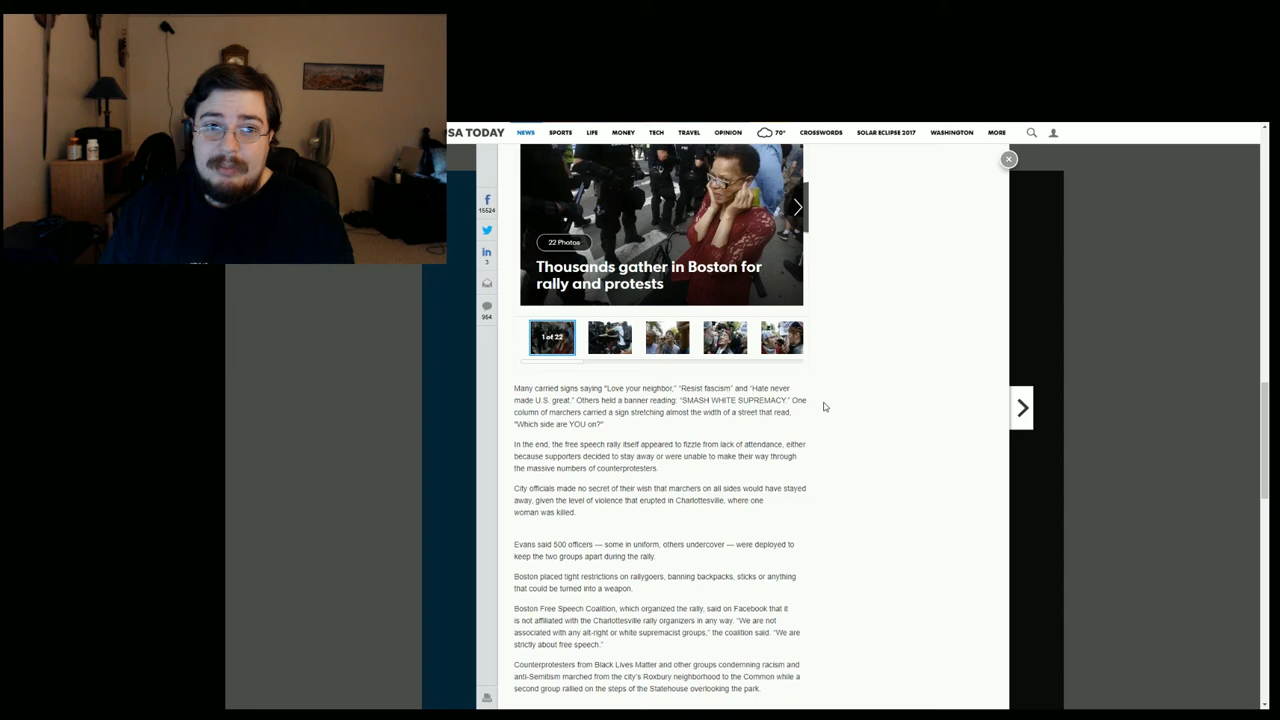 SA TODAY NEWS SPORTS LIFE MONEY TECH TRAVEL OPINION 70° CROSSWORDS SOLAR ECLIPSE 2017 WASHINGTON MORE
15524
3
954
22 Photos
Thousands gather in Boston for
rally and protests
1 of 22
Many carried signs saying "Love your neighbor," “Resist fascism” and “Hate never
made U.S. great.” Others held a banner reading: “SMASH WHITE SUPREMACY.” One
column of marchers carried a sign stretching almost the width of a street that read,
"Which side are YOU on?"
In the end, the free speech rally itself appeared to fizzle from lack of attendance, either
because supporters decided to stay away or were unable to make their way through
the massive numbers of counterprotesters.
City officials made no secret of their wish that marchers on all sides would have stayed
away, given the level of violence that erupted in Charlottesville, where one
woman was killed.
Evans said 500 officers — some in uniform, others undercover — were deployed to
keep the two groups apart during the rally.
Boston placed tight restrictions on rallygoers, banning backpacks, sticks or anything
that could be turned into a weapon.
Boston Free Speech Coalition, which organized the rally, said on Facebook that it
is not affiliated with the Charlottesville rally organizers in any way. “We are not
associated with any alt-right or white supremacist groups,” the coalition said. “We are
strictly about free speech.”
Counterprotesters from Black Lives Matter and other groups condemning racism and
anti-Semitism marched from the city’s Roxbury neighborhood to the Common while a
second group rallied on the steps of the Statehouse overlooking the park.